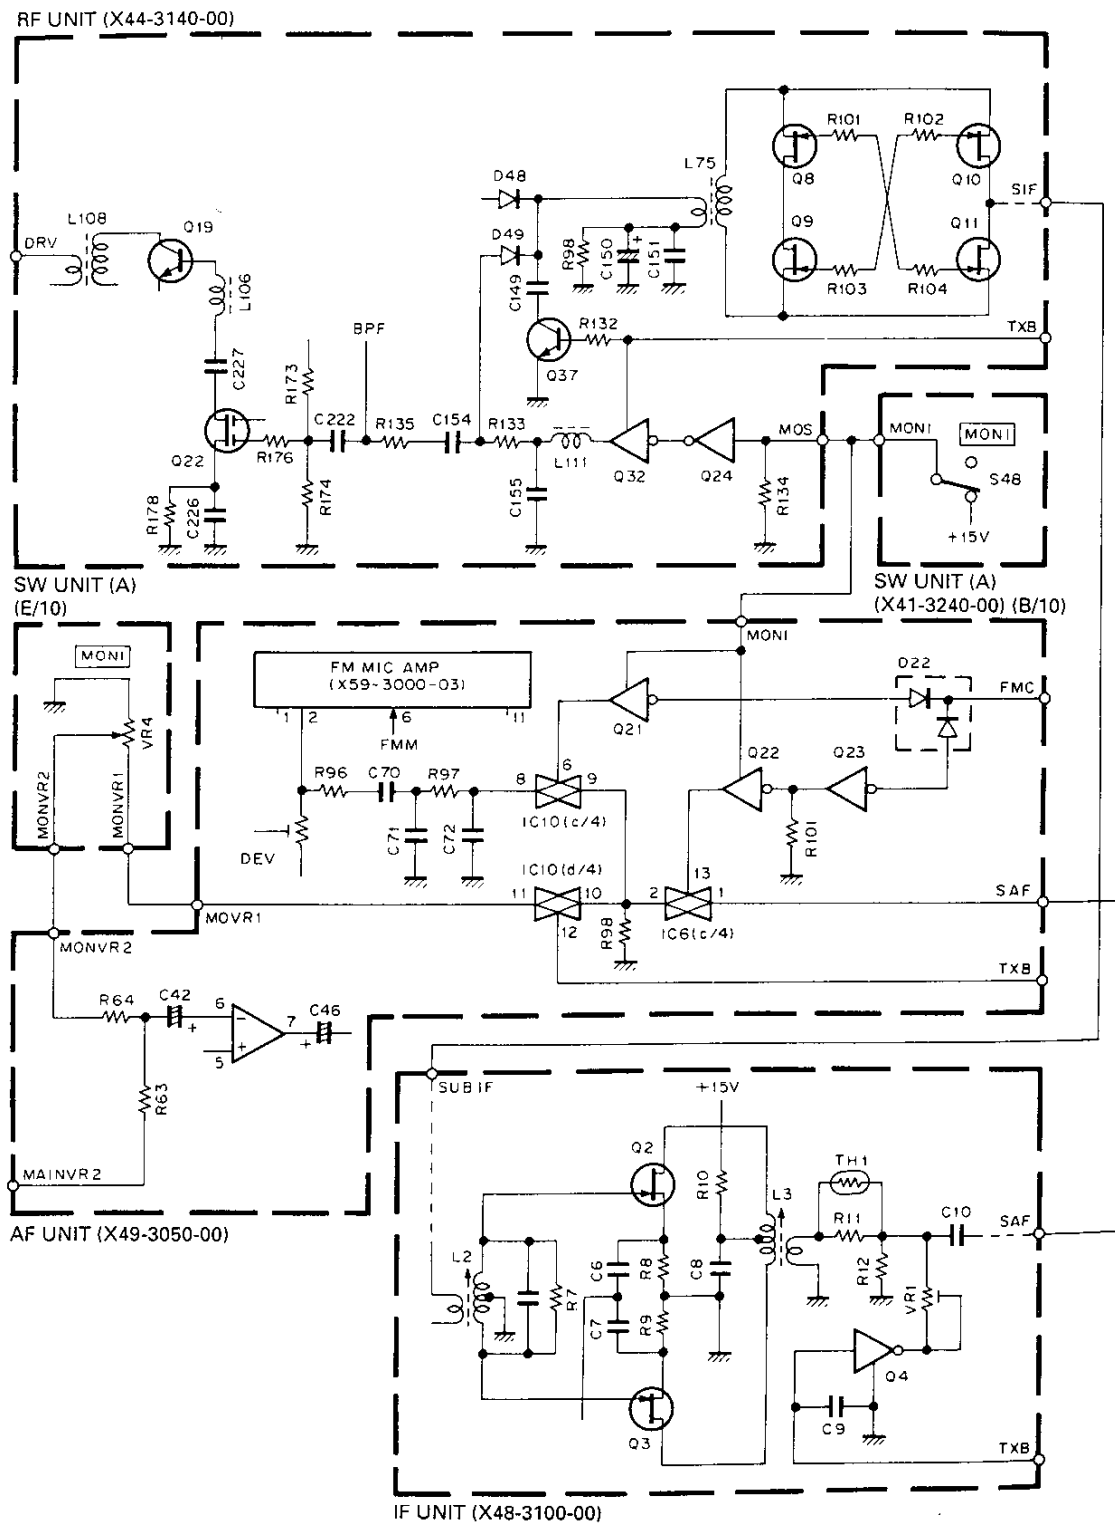 RF UNIT (X44-3140-00)
DRV
L108
Q19
L106
C227
Q22
R178
C226
R176
R173
R174
C222
BPF
R135
C154
R133
C155
L111
D48
D49
C149
Q37
R132
R98
C150
+
C151
L75
R101
R102
Q8
Q10
Q9
Q11
R103
R104
SIF
TXB
Q32
Q24
MOS
R134
MONI
MONI
S48
+15V
SW UNIT (A)
(E/10)
SW UNIT (A)
(X41-3240-00) (B/10)
MONI
VR4
MONVR2
MONVR1
MONI
FM MIC AMP
(X59-3000-03)
1
2
6
11
FMM
R96
C70
R97
C71
C72
DEV
8
6
9
IC10(c/4)
Q21
D22
FMC
Q22
Q23
R101
IC10(d/4)
11
10
12
R98
2
13
1
IC6(c/4)
SAF
TXB
MOVR1
MONVR2
R64
C42
+
6
−
5
+
7
C46
+
R63
MAINVR2
AF UNIT (X49-3050-00)
SUBIF
+15V
Q2
R10
L3
TH1
R11
C10
SAF
L2
R7
C6
C7
R8
R9
C8
R12
VR1
Q4
Q3
C9
TXB
IF UNIT (X48-3100-00)